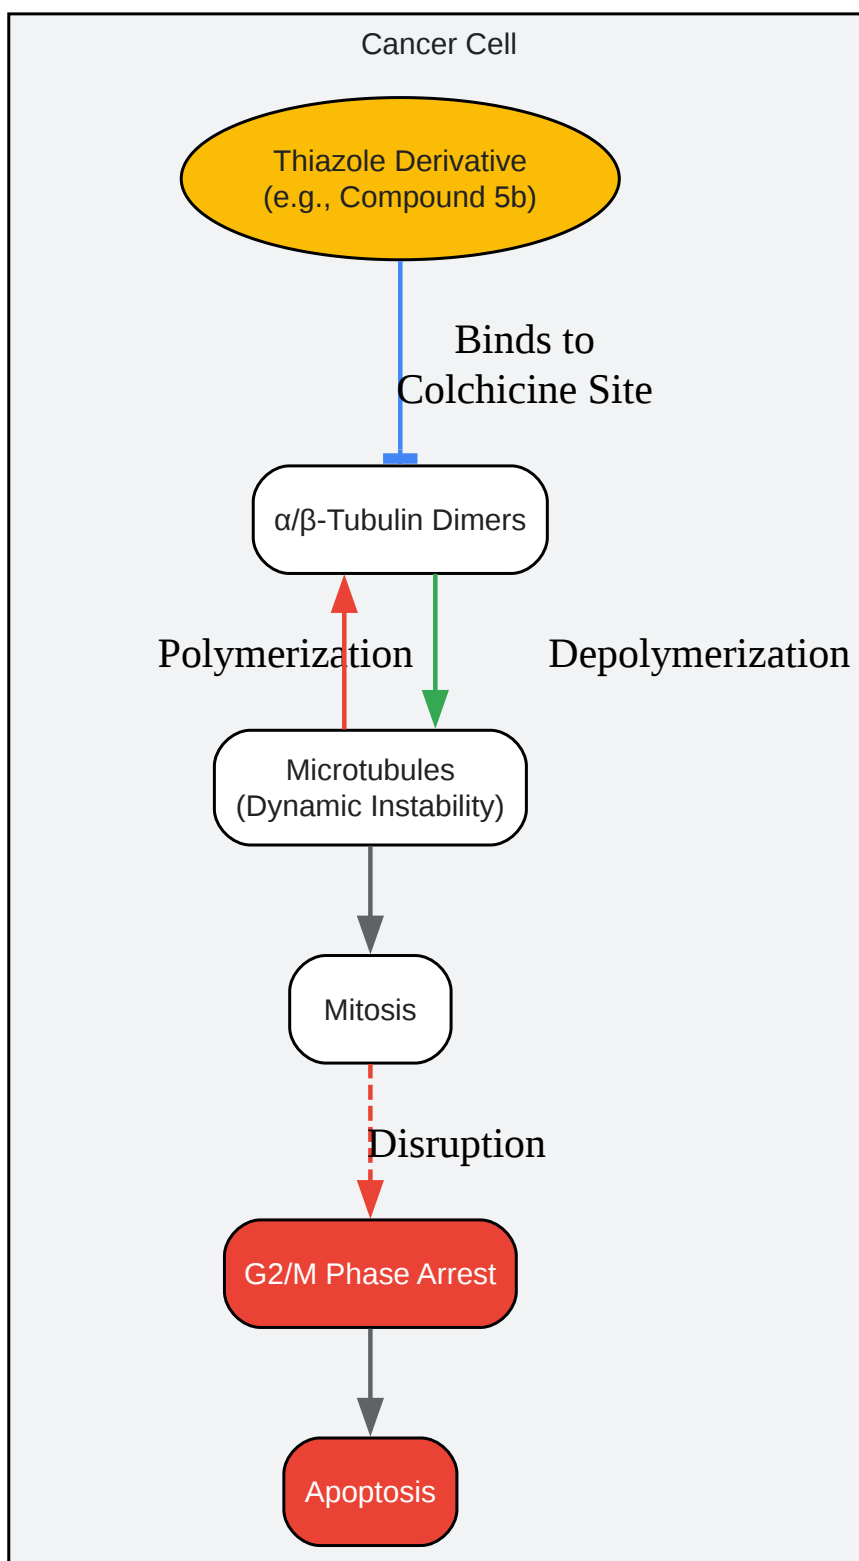 Cancer Cell
Thiazole Derivative
(e.g., Compound 5b)
Binds to
Colchicine Site
α/β-Tubulin Dimers
Polymerization
Depolymerization
Microtubules
(Dynamic Instability)
Mitosis
Disruption
G2/M Phase Arrest
Apoptosis